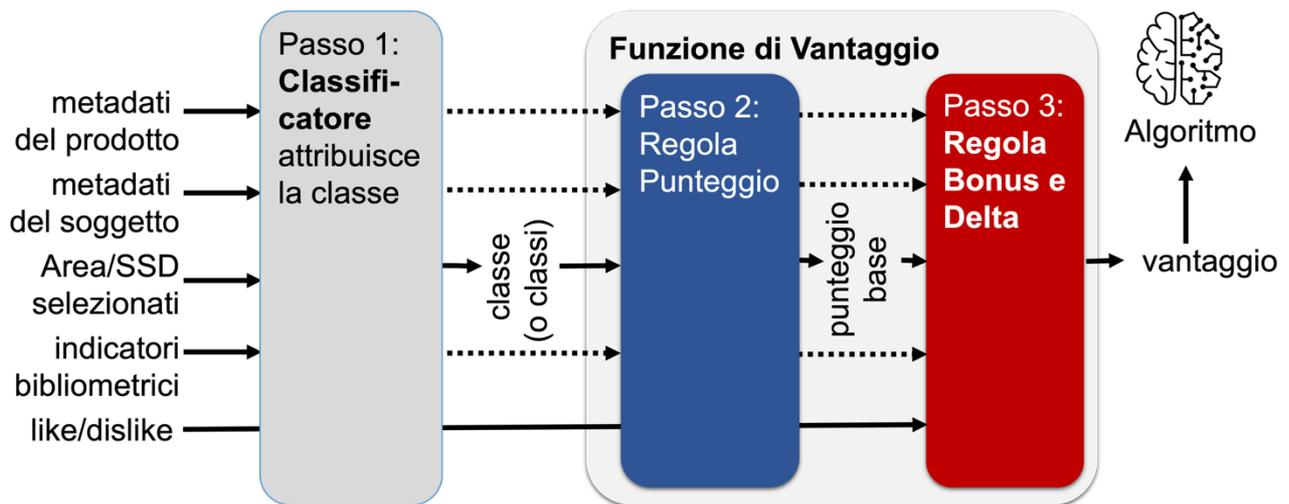 metadati
del prodotto
metadati
del soggetto
Area/SSD
selezionati
indicatori
bibliometrici
like/dislike
Passo 1:
Classifi-
catore
attribuisce
la classe
classe
(o classi)
Funzione di Vantaggio
Passo 2:
Regola
Punteggio
punteggio
base
Passo 3:
Regola
Bonus e
Delta
Algoritmo
vantaggio